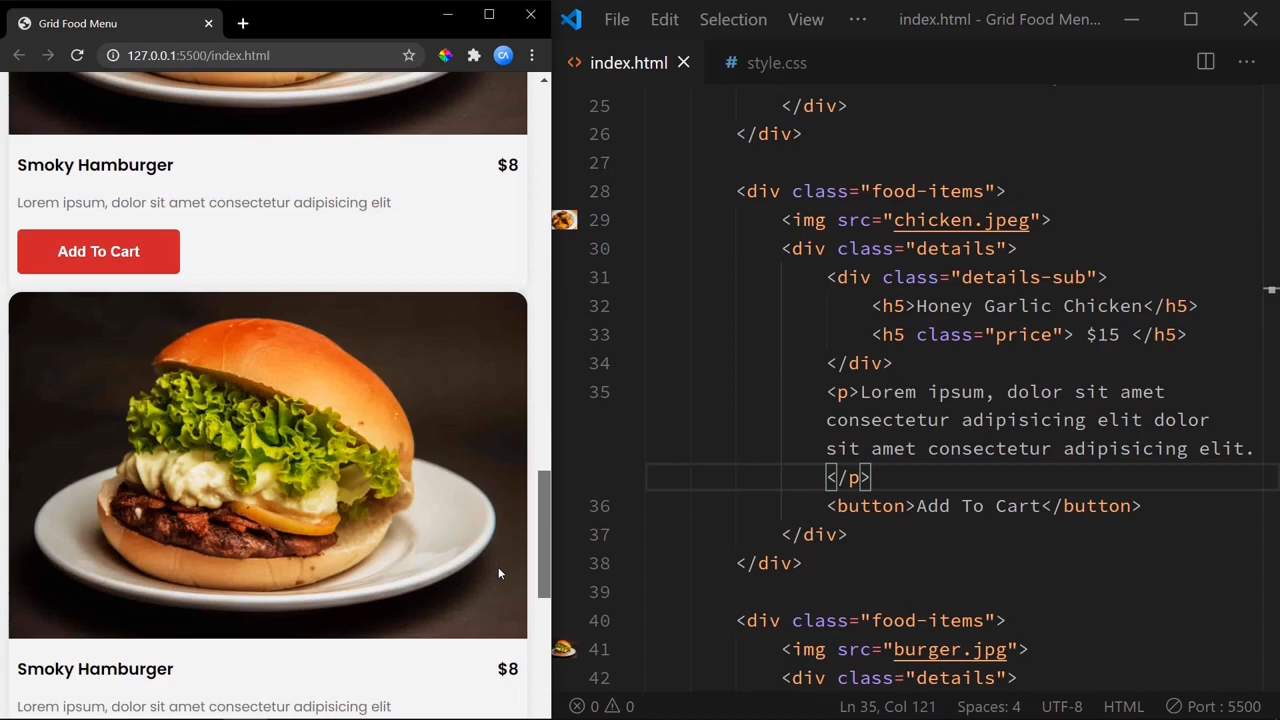 Grid Food Menu
127.0.0.1:5500/index.html
CA
Smoky Hamburger $8
Lorem ipsum, dolor sit amet consectetur adipisicing elit
Add To Cart
Smoky Hamburger $8
Lorem ipsum, dolor sit amet consectetur adipisicing elit
File Edit Selection View ··· index.html - Grid Food Men...
<> index.html # style.css
25 </div>
26 </div>
27
28 <div class="food-items">
29 <img src="chicken.jpeg">
30 <div class="details">
31 <div class="details-sub">
32 <h5>Honey Garlic Chicken</h5>
33 <h5 class="price"> $15 </h5>
34 </div>
35 <p>Lorem ipsum, dolor sit amet
consectetur adipisicing elit dolor
sit amet consectetur adipisicing elit.
</p>
36 <button>Add To Cart</button>
37 </div>
38 </div>
39
40 <div class="food-items">
41 <img src="burger.jpg">
42 <div class="details">
0 0 Ln 35, Col 121 Spaces: 4 UTF-8 HTML Port : 5500